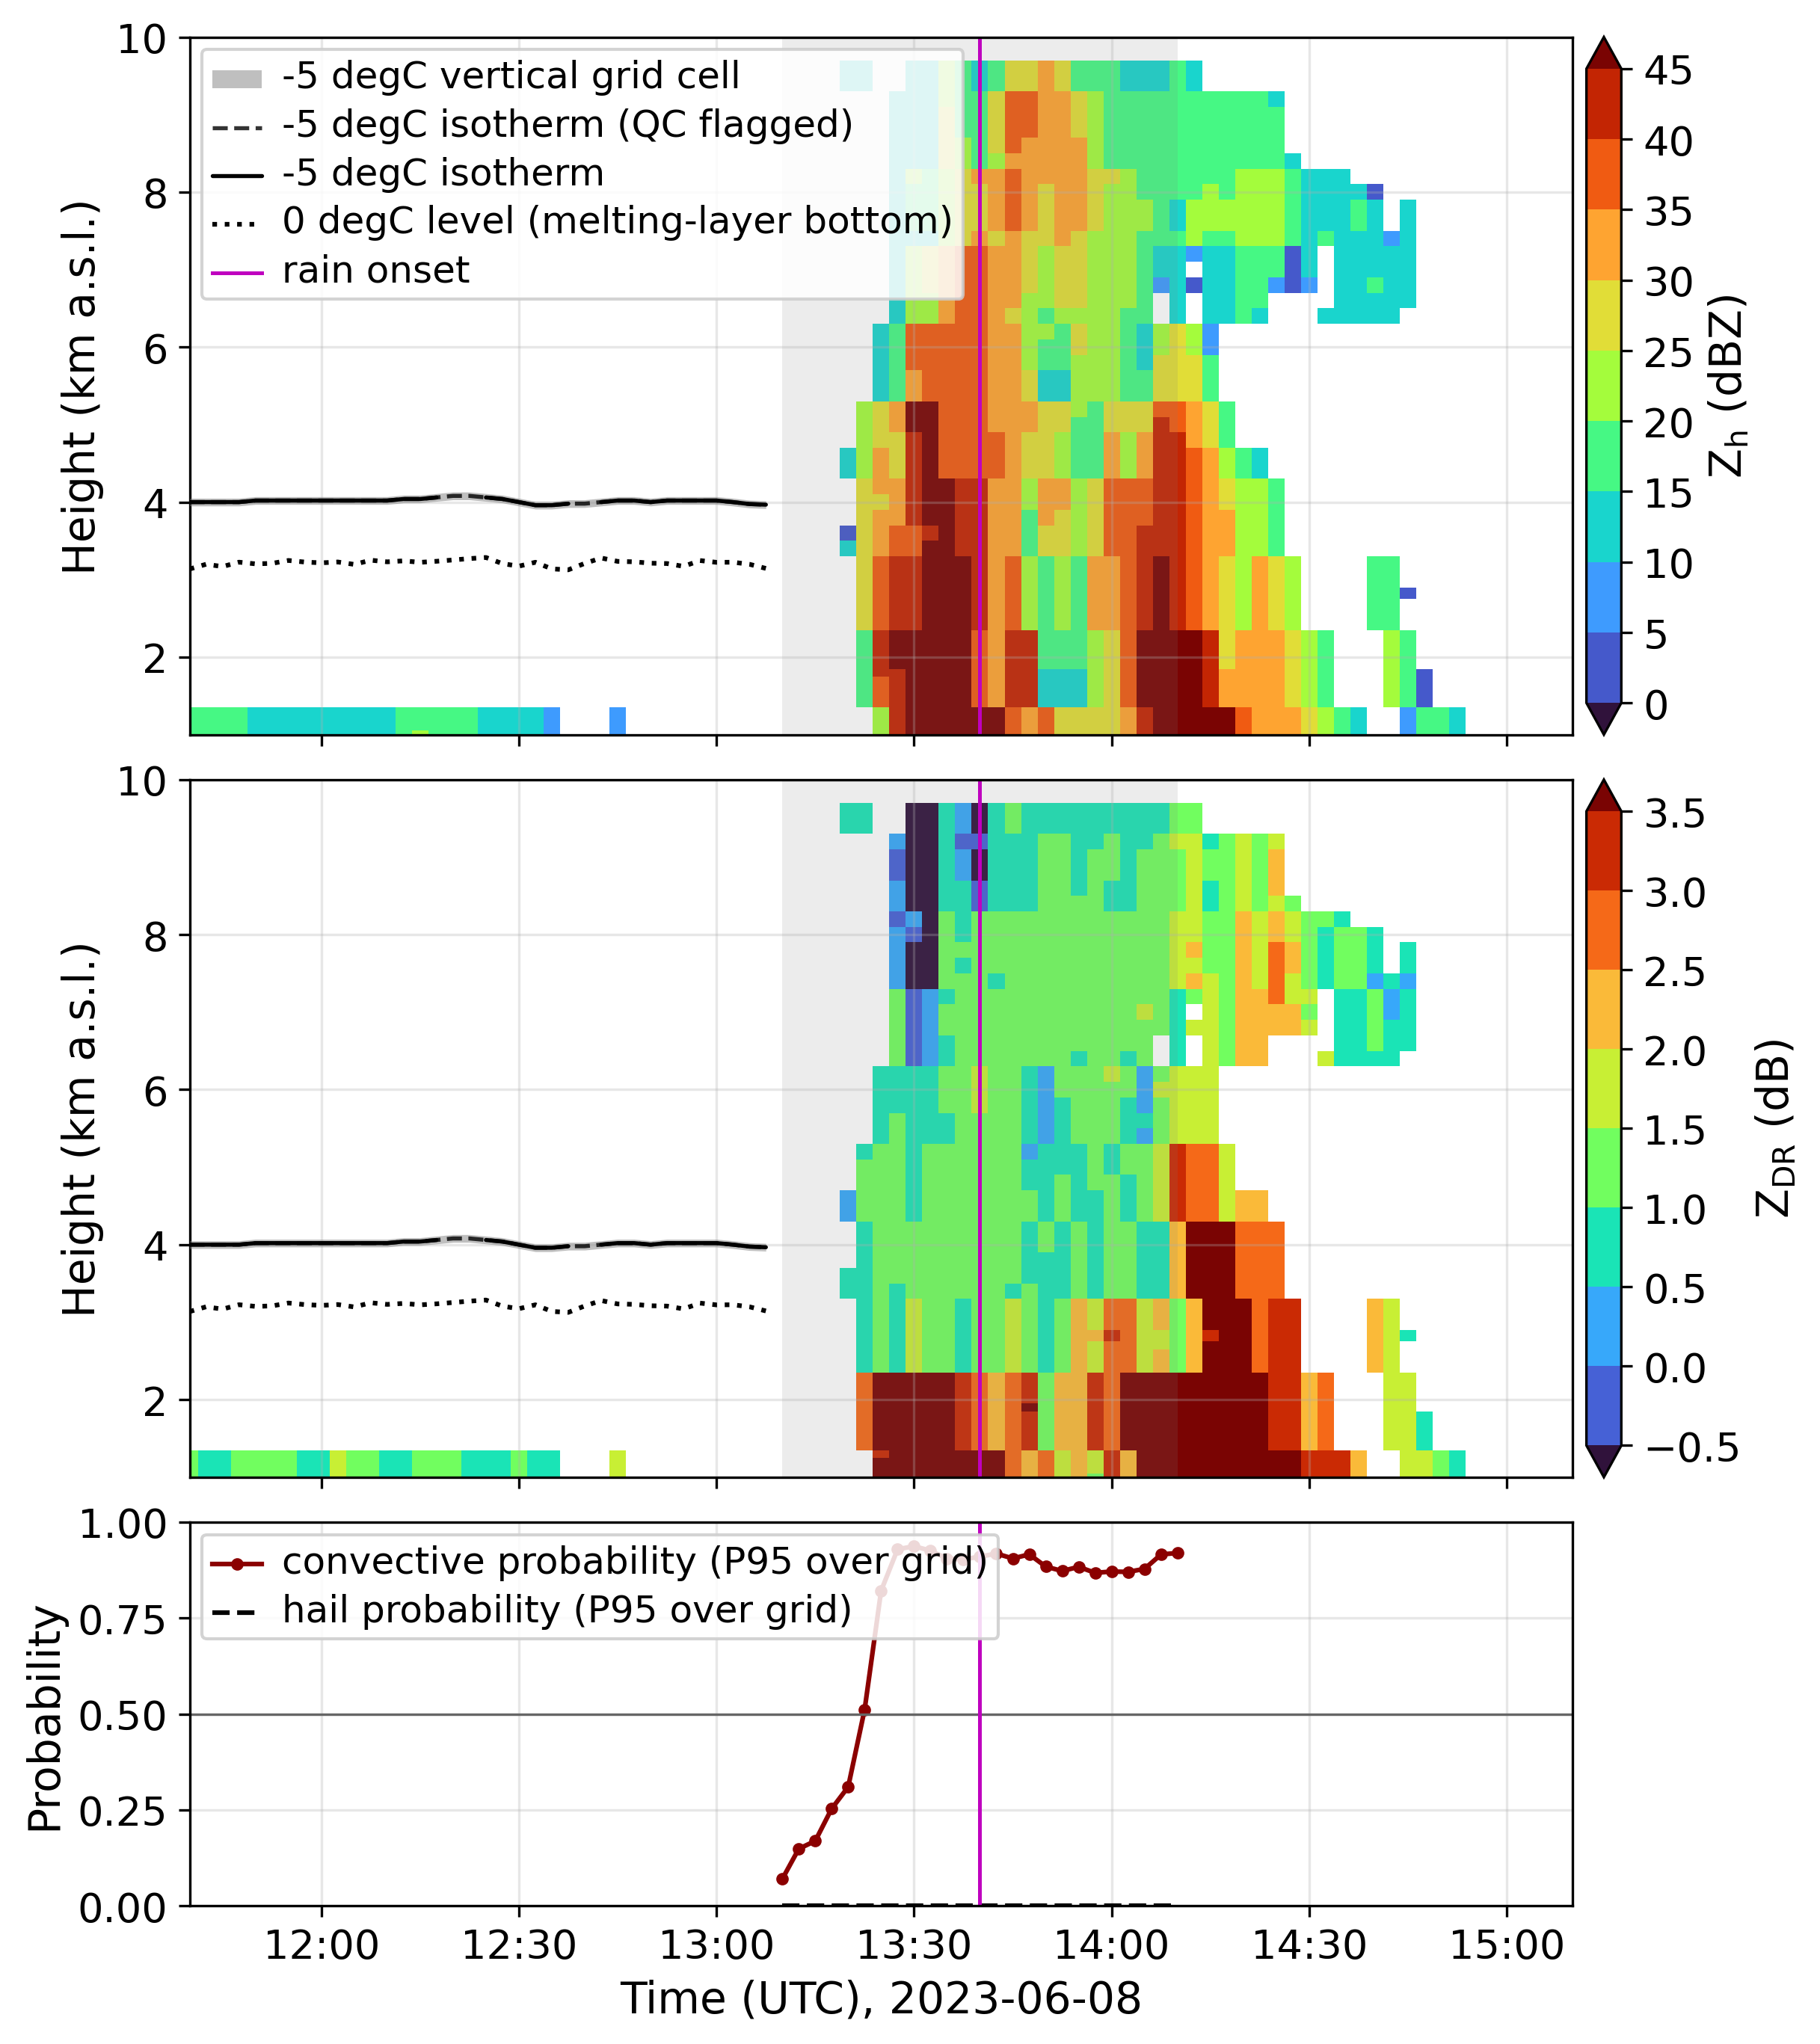 10
8
6
4
2
Height (km a.s.l.)
-5 degC vertical grid cell
-5 degC isotherm (QC flagged)
-5 degC isotherm
0 degC level (melting-layer bottom)
rain onset
45
40
35
30
25
20
15
10
5
0
Zh (dBZ)
10
8
6
4
2
Height (km a.s.l.)
3.5
3.0
2.5
2.0
1.5
1.0
0.5
0.0
−0.5
ZDR (dB)
1.00
0.75
0.50
0.25
0.00
Probability
convective probability (P95 over grid)
hail probability (P95 over grid)
12:00 12:30 13:00 13:30 14:00 14:30 15:00
Time (UTC), 2023-06-08